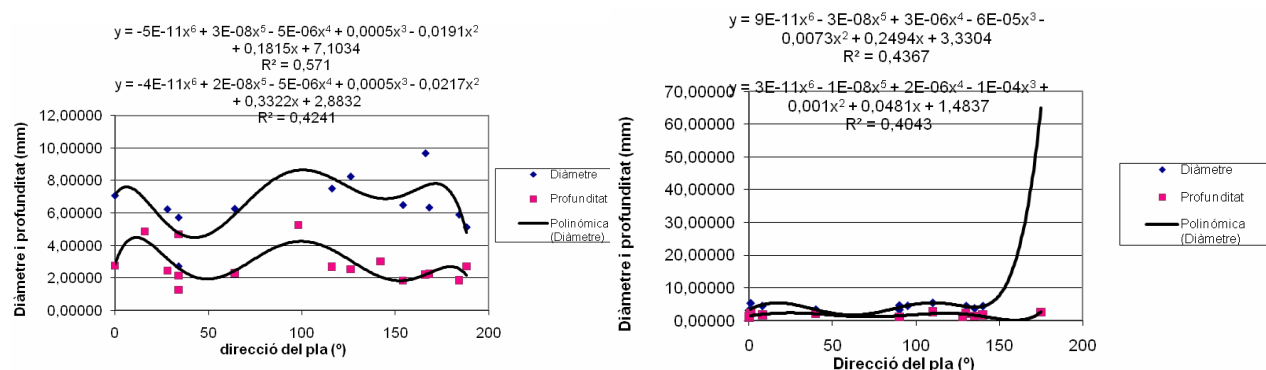 y = -5E-11x⁶ + 3E-08x⁵ - 5E-06x⁴ + 0,0005x³ - 0,0191x²
+ 0,1815x + 7,1034
R² = 0,571
y = -4E-11x⁶ + 2E-08x⁵ - 5E-06x⁴ + 0,0005x³ - 0,0217x²
+ 0,3322x + 2,8832
R² = 0,4241
12,00000
10,00000
8,00000
6,00000
4,00000
2,00000
0,00000
0 50 100 150 200
Diàmetre i profunditat (mm)
direcció del pla (º)
Diàmetre
Profunditat
Polinómica
(Diàmetre)
y = 9E-11x⁶ - 3E-08x⁵ + 3E-06x⁴ - 6E-05x³ -
0,0073x² + 0,2494x + 3,3304
R² = 0,4367
y = 3E-11x⁶ - 1E-08x⁵ + 2E-06x⁴ - 1E-04x³ +
0,001x² + 0,0481x + 1,4837
R² = 0,4043
70,00000
60,00000
50,00000
40,00000
30,00000
20,00000
10,00000
0,00000
0 50 100 150 200
Diàmetre i profunditat (mm)
Direcció del pla (º)
Diàmetre
Profunditat
Polinómica
(Diàmetre)